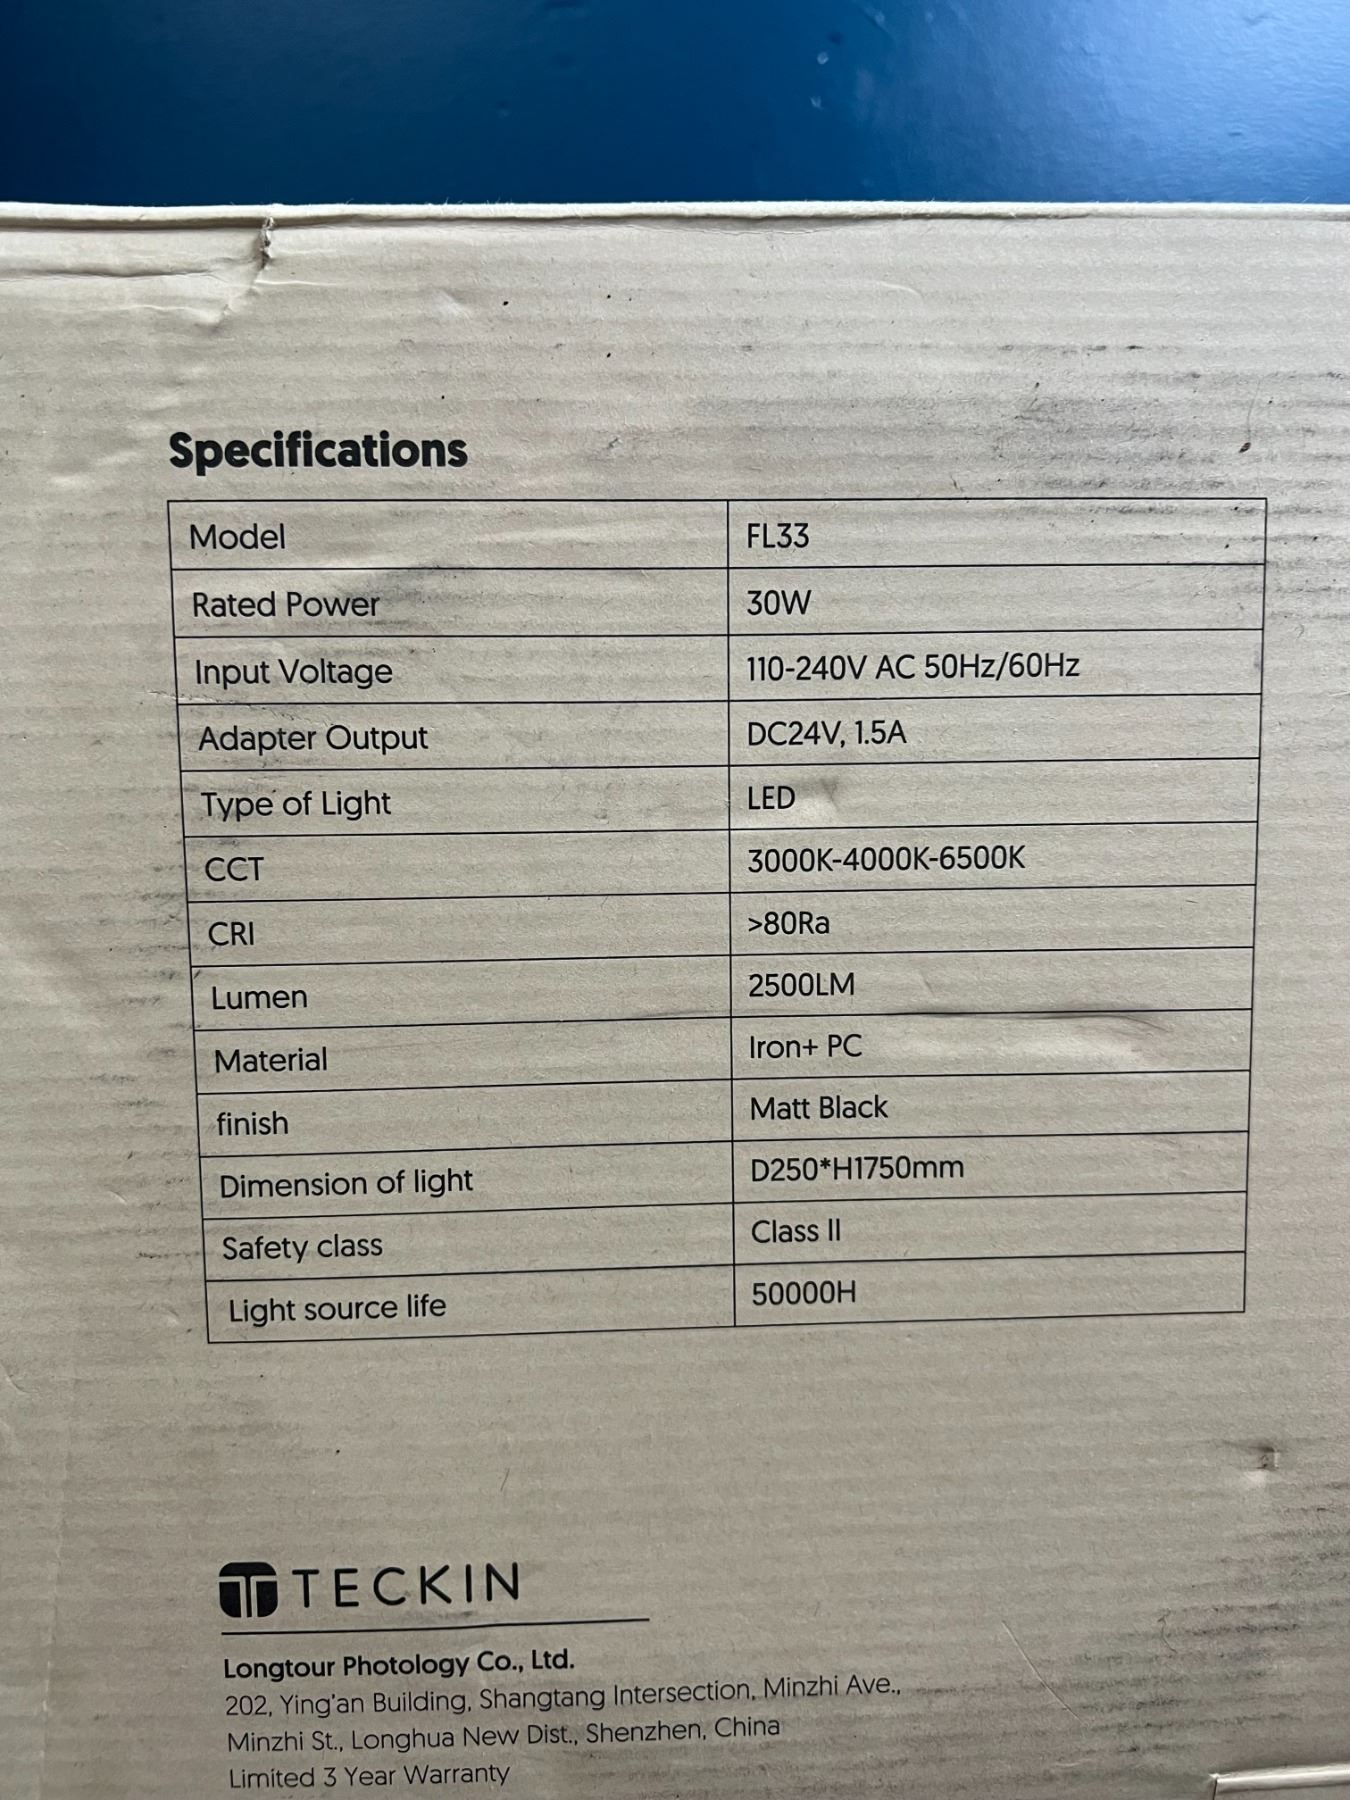 Specifications
Model FL33
Rated Power 30W
Input Voltage 110-240V AC 50Hz/60Hz
Adapter Output DC24V, 1.5A
Type of Light LED
CCT 3000K-4000K-6500K
CRI >80Ra
Lumen 2500LM
Material Iron+ PC
finish Matt Black
Dimension of light D250*H1750mm
Safety class Class II
Light source life 50000H
TECKIN
Longtour Photology Co., Ltd.
202, Ying'an Building, Shangtang Intersection, Minzhi Ave.,
Minzhi St., Longhua New Dist., Shenzhen, China
Limited 3 Year Warranty